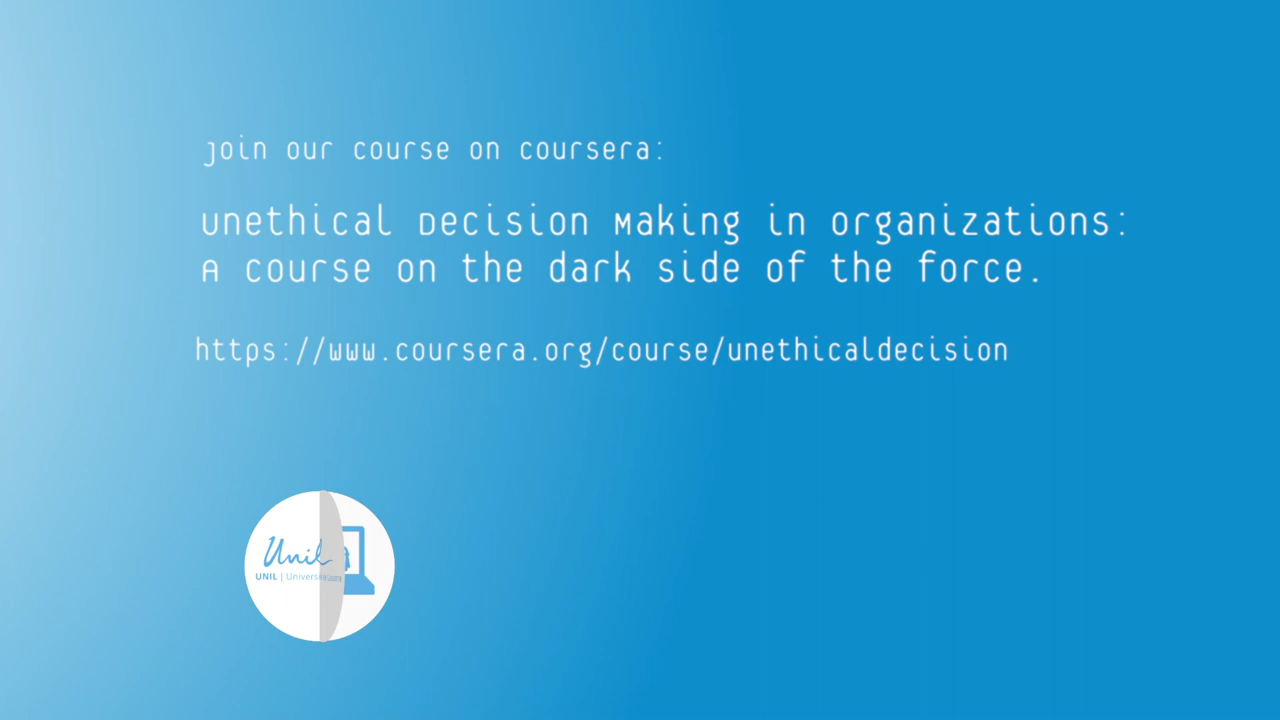 join our course on coursera:
unethical Decision Making in organizations:
A course on the dark side of the force.
https://www.coursera.org/course/unethicaldecision
Unil
UNIL |